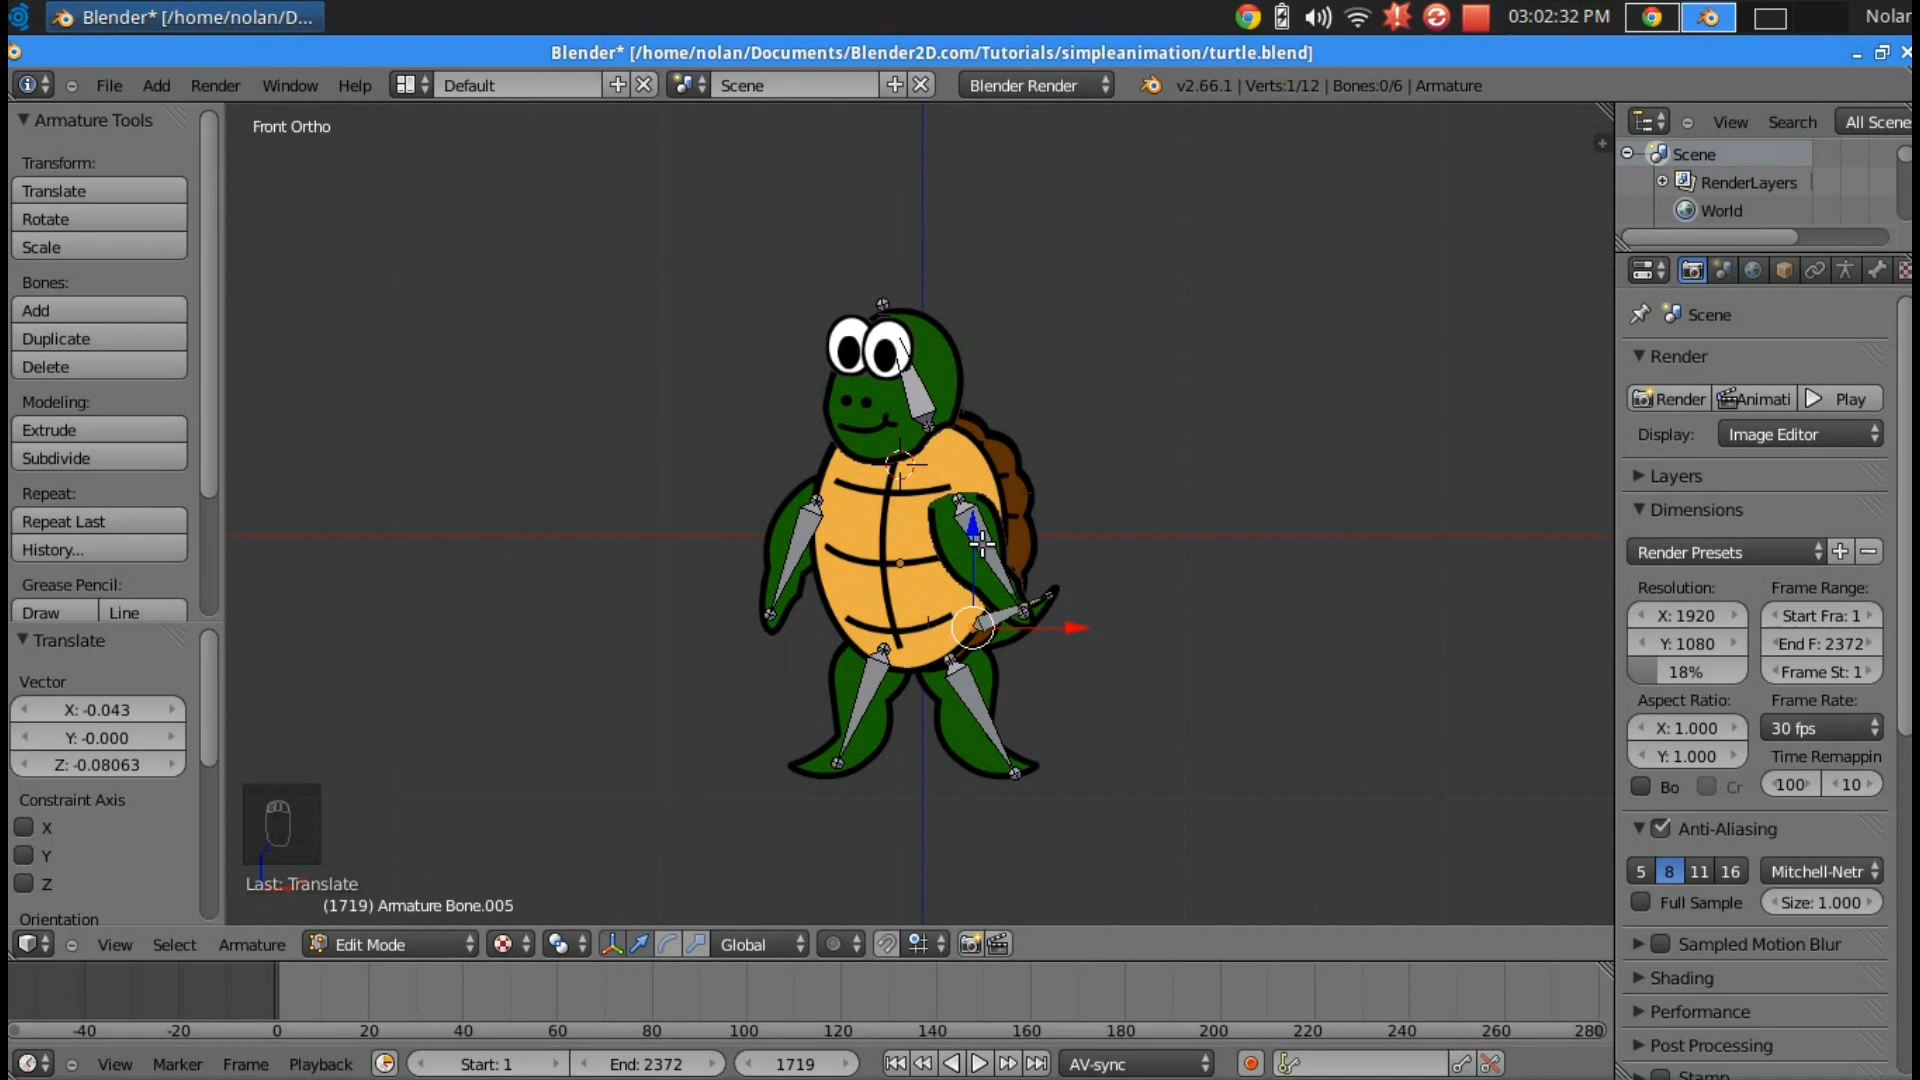 Blender* [/home/nolan/D...
03:02:32 PM
Nolan
Blender* [/home/nolan/Documents/Blender2D.com/Tutorials/simpleanimation/turtle.blend]
File Add Render Window Help
Default
Scene
Blender Render
v2.66.1 | Verts:1/12 | Bones:0/6 | Armature
Armature Tools
Transform:
Translate
Rotate
Scale
Bones:
Add
Duplicate
Delete
Modeling:
Extrude
Subdivide
Repeat:
Repeat Last
History...
Grease Pencil:
Draw Line
Translate
Vector
X: -0.043
Y: -0.000
Z: -0.08063
Constraint Axis
X
Y
Z
Orientation
Front Ortho
Last: Translate
(1719) Armature Bone.005
View Select Armature
Edit Mode
Global
View Search All Scene
Scene
RenderLayers
World
Scene
Render
Render Animati Play
Display: Image Editor
Layers
Dimensions
Render Presets
Resolution: Frame Range:
X: 1920 Start Fra: 1
Y: 1080 End F: 2372
18% Frame St: 1
Aspect Ratio: Frame Rate:
X: 1.000 30 fps
Y: 1.000 Time Remappin
Bo Cr 100 10
Anti-Aliasing
5 8 11 16 Mitchell-Netr
Full Sample Size: 1.000
Sampled Motion Blur
Shading
Performance
Post Processing
Stamp
-40 -20 0 20 40 60 80 100 120 140 160 180 200 220 240 260 280
View Marker Frame Playback
Start: 1
End: 2372
1719
AV-sync